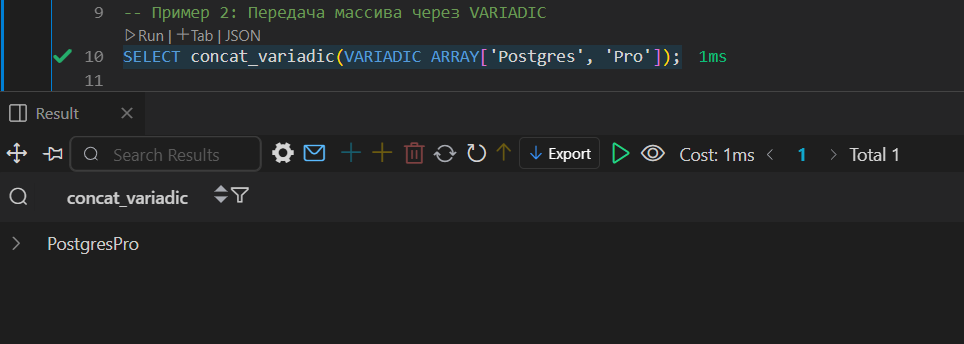 9 -- Пример 2: Передача массива через VARIADIC
Run | Tab | JSON
10 SELECT concat_variadic(VARIADIC ARRAY['Postgres', 'Pro']); 1ms
11
Result
Search Results Export Cost: 1ms < 1 > Total 1
concat_variadic
PostgresPro